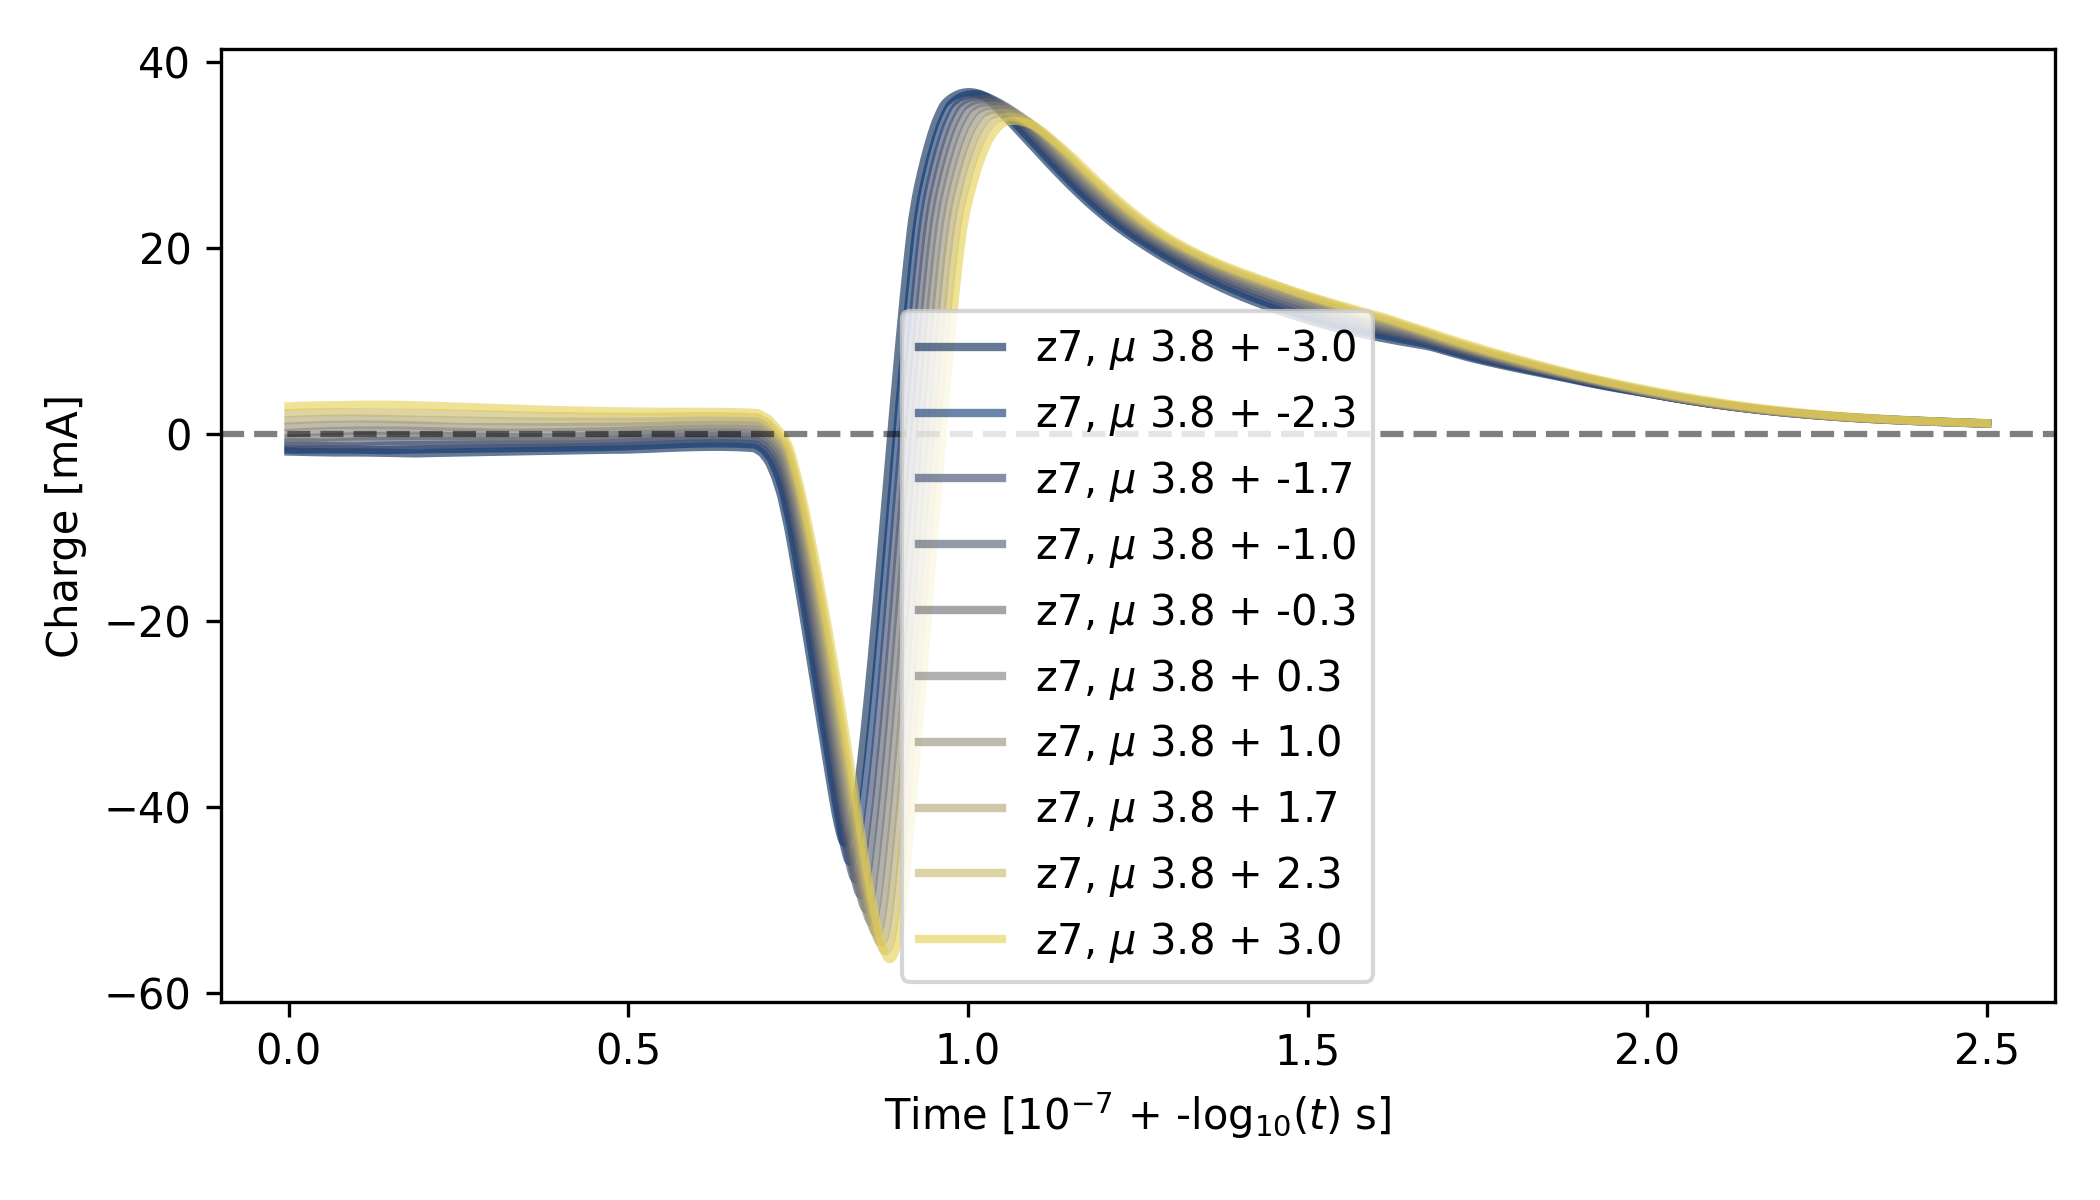 40
20
0
−20
−40
−60
Charge [mA]
z7, μ 3.8 + -3.0
z7, μ 3.8 + -2.3
z7, μ 3.8 + -1.7
z7, μ 3.8 + -1.0
z7, μ 3.8 + -0.3
z7, μ 3.8 + 0.3
z7, μ 3.8 + 1.0
z7, μ 3.8 + 1.7
z7, μ 3.8 + 2.3
z7, μ 3.8 + 3.0
0.0 0.5 1.0 1.5 2.0 2.5
Time [10⁻⁷ + -log₁₀(t) s]